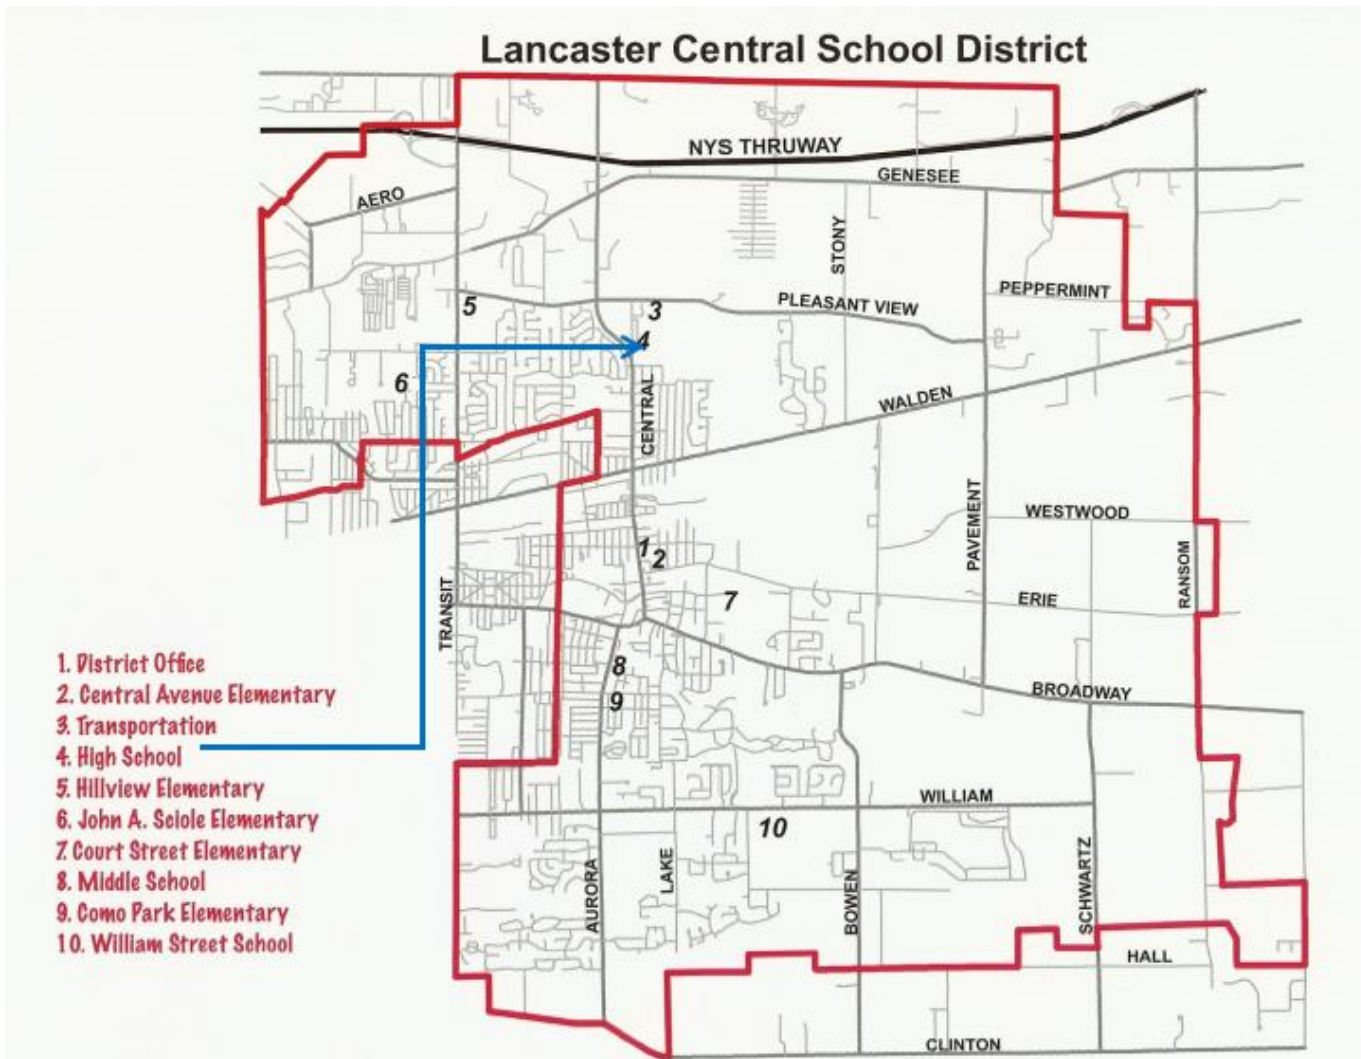 Lancaster Central School District
NYS THRUWAY
GENESEE
AERO
STONY
PEPPERMINT
5
3
PLEASANT VIEW
4
6
WALDEN
CENTRAL
WESTWOOD
PAVEMENT
1
2
RANSOM
7
ERIE
TRANSIT
8
9
BROADWAY
1. District Office
2. Central Avenue Elementary
3. Transportation
4. High School
5. Hillview Elementary
6. John A. Sciole Elementary
7. Court Street Elementary
8. Middle School
9. Como Park Elementary
10. William Street School
WILLIAM
10
AURORA
LAKE
BOWEN
SCHWARTZ
HALL
CLINTON